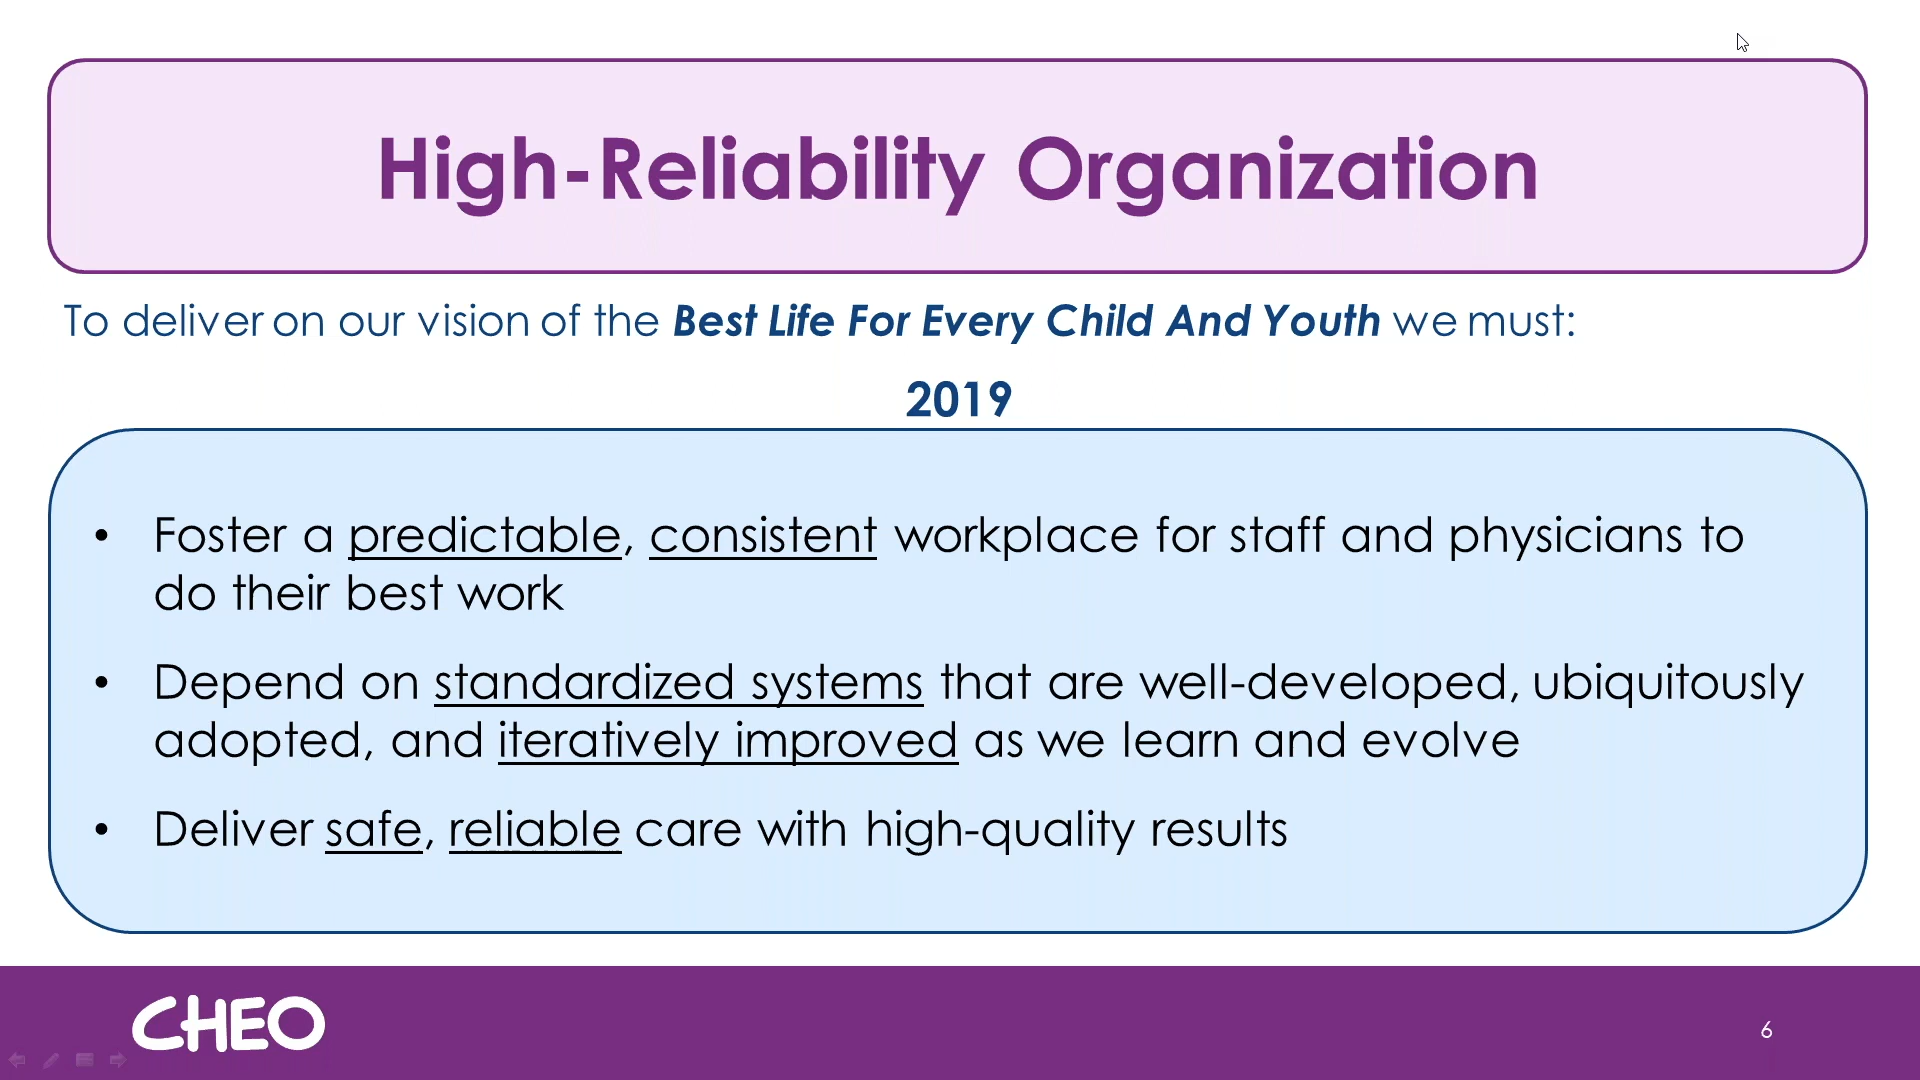 High-Reliability Organization
To deliver on our vision of the Best Life For Every Child And Youth we must:
2019
• Foster a predictable, consistent workplace for staff and physicians to
do their best work
• Depend on standardized systems that are well-developed, ubiquitously
adopted, and iteratively improved as we learn and evolve
• Deliver safe, reliable care with high-quality results
CHEO
6